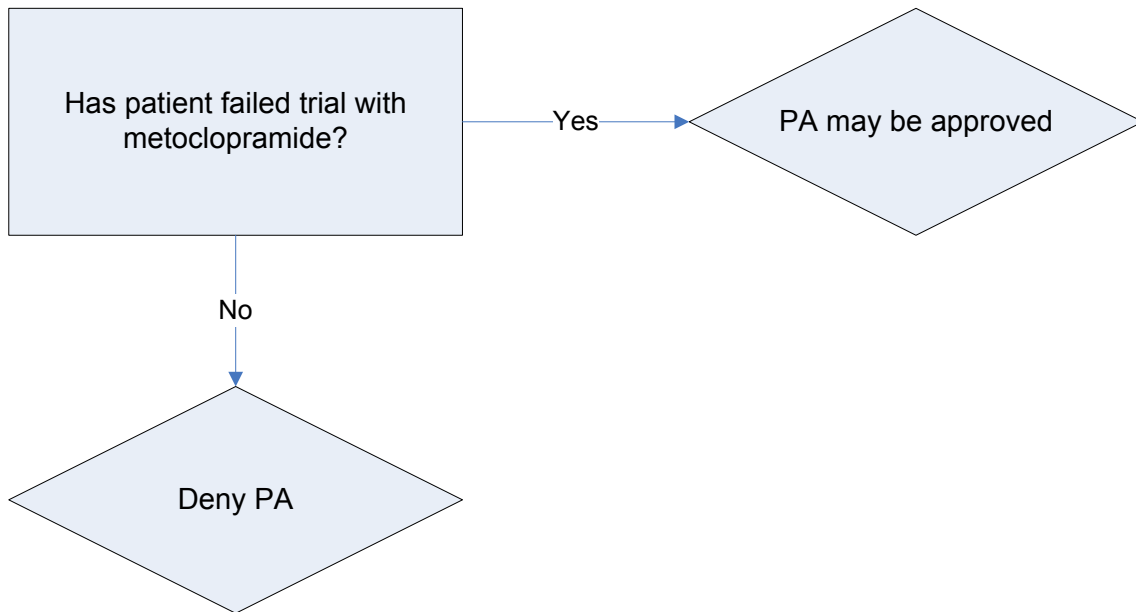 Has patient failed trial with
metoclopramide?
Yes
PA may be approved
No
Deny PA